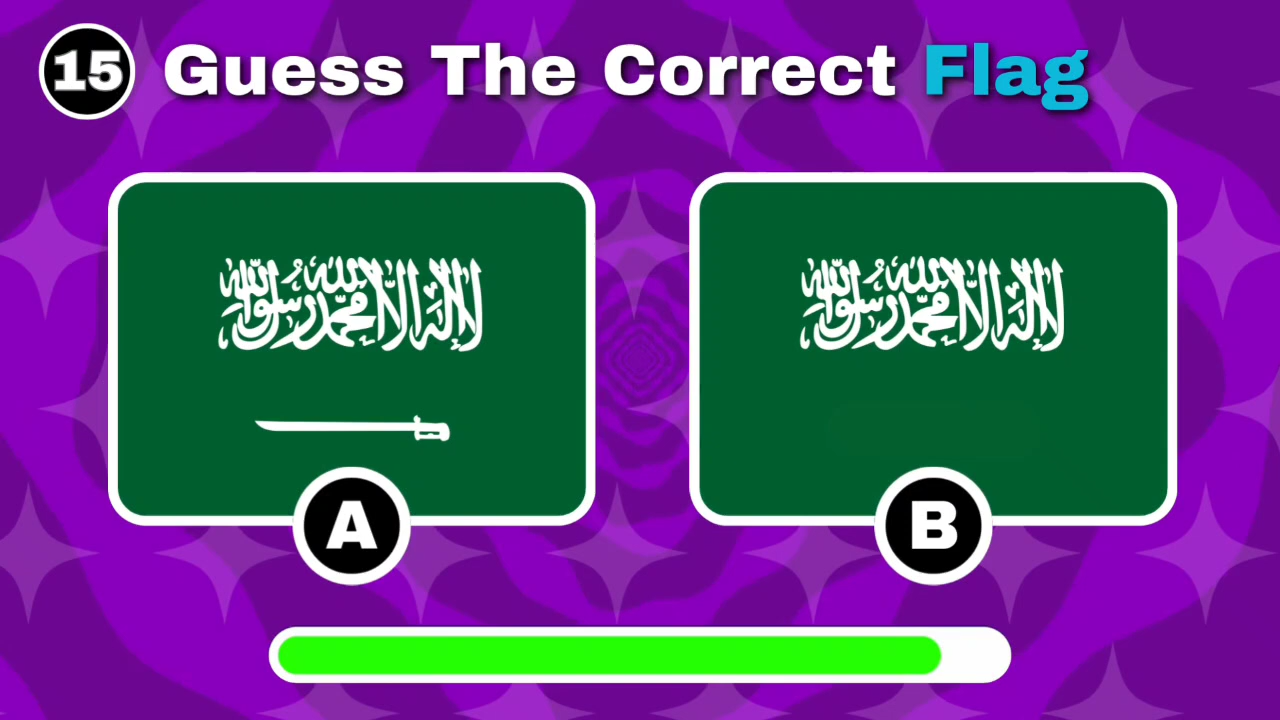 15 Guess The Correct Flag
لا إله إلا الله محمد رسول الله
لا إله إلا الله محمد رسول الله
A
B